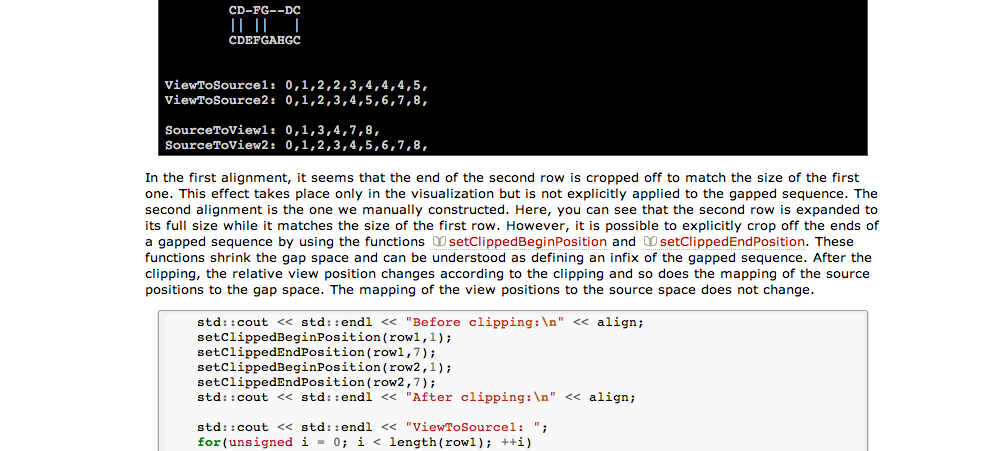 CD-FG--DC
|| ||   |
CDEFGAHGC
ViewToSource1: 0,1,2,2,3,4,4,4,5,
ViewToSource2: 0,1,2,3,4,5,6,7,8,
SourceToView1: 0,1,3,4,7,8,
SourceToView2: 0,1,2,3,4,5,6,7,8,
In the first alignment, it seems that the end of the second row is cropped off to match the size of the first
one. This effect takes place only in the visualization but is not explicitly applied to the gapped sequence. The
second alignment is the one we manually constructed. Here, you can see that the second row is expanded to
its full size while it matches the size of the first row. However, it is possible to explicitly crop off the ends of
a gapped sequence by using the functions setClippedBeginPosition and setClippedEndPosition. These
functions shrink the gap space and can be understood as defining an infix of the gapped sequence. After the
clipping, the relative view position changes according to the clipping and so does the mapping of the source
positions to the gap space. The mapping of the view positions to the source space does not change.
std::cout << std::endl << "Before clipping:\n" << align;
setClippedBeginPosition(row1,1);
setClippedEndPosition(row1,7);
setClippedBeginPosition(row2,1);
setClippedEndPosition(row2,7);
std::cout << std::endl << "After clipping:\n" << align;
std::cout << std::endl << "ViewToSource1: ";
for(unsigned i = 0; i < length(row1); ++i)